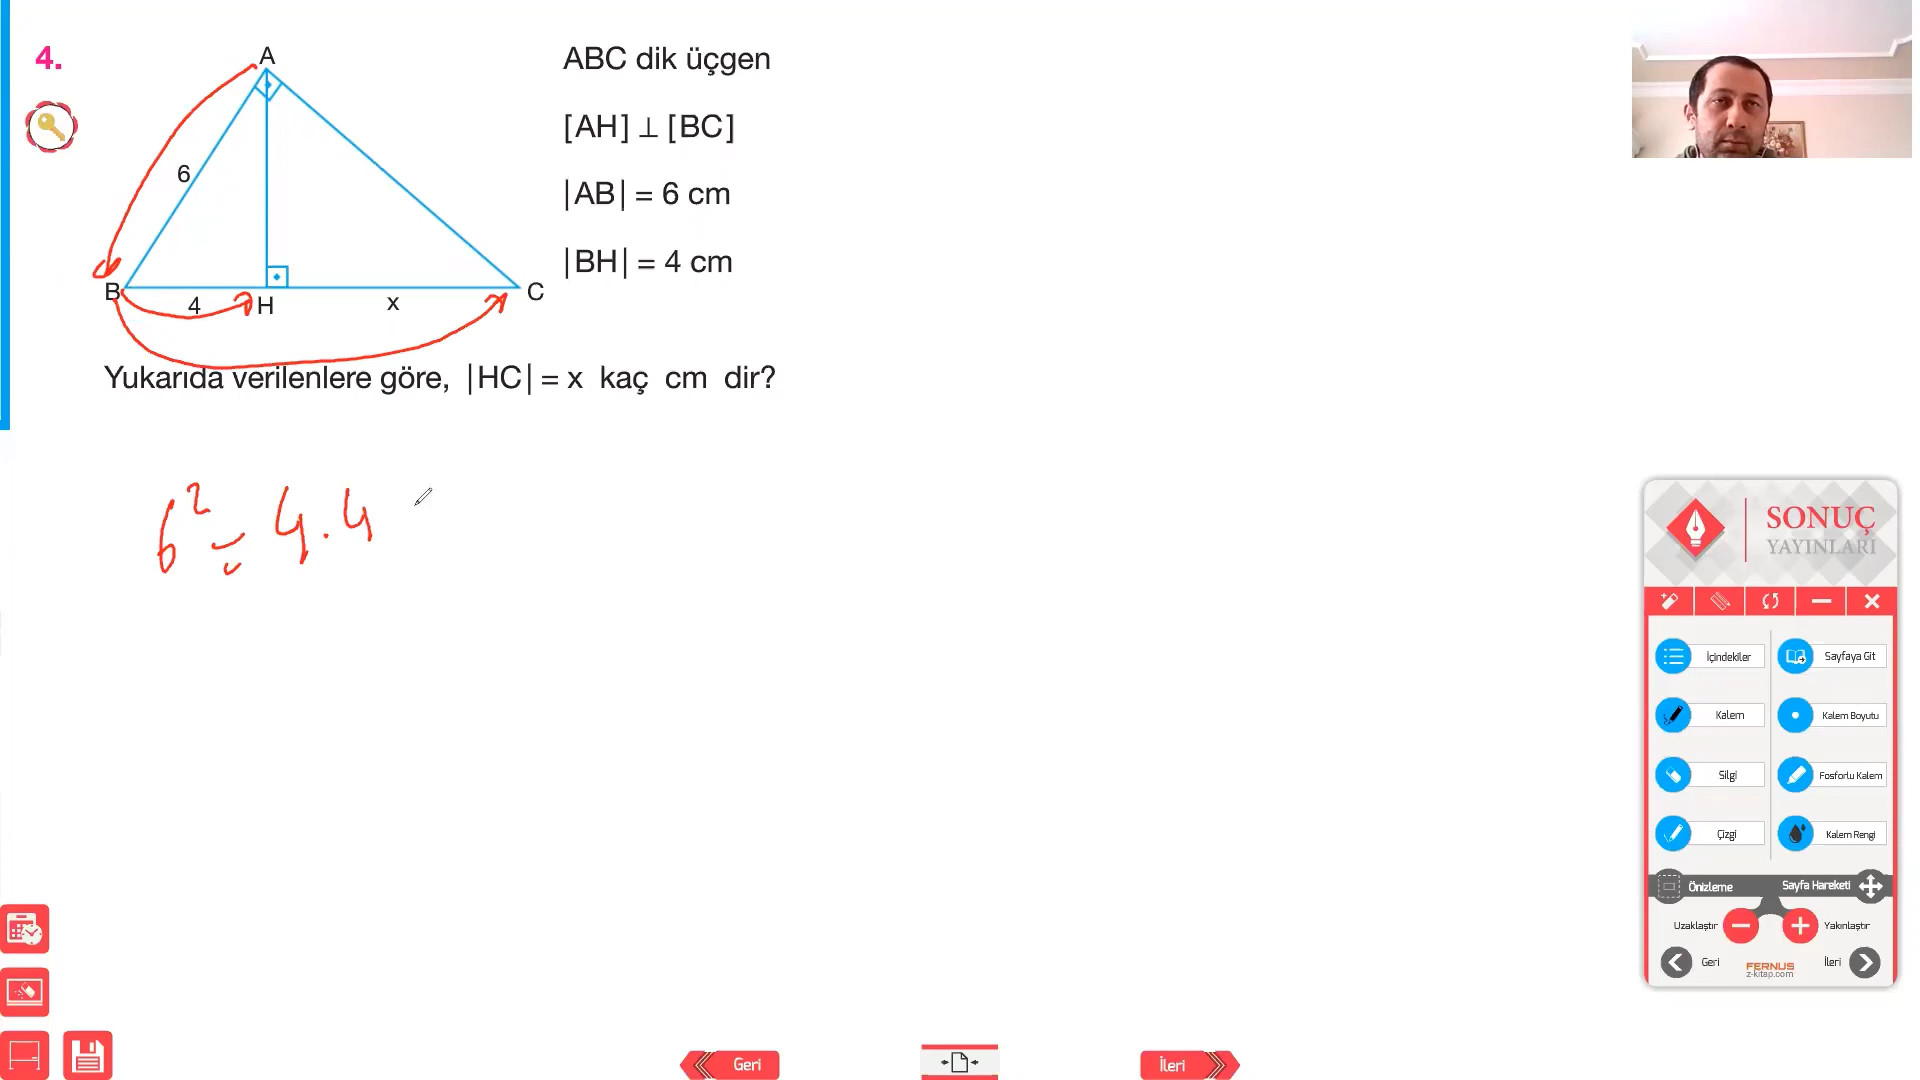 4.
A
ABC dik üçgen
[AH] ⊥ [BC]
6
|AB| = 6 cm
|BH| = 4 cm
B
4
H
x
C
Yukarıda verilenlere göre, |HC| = x kaç cm dir?
6² = 4.4
SONUÇ
YAYINLARI
İçindekiler
Sayfaya Git
Kalem
Kalem Boyutu
Silgi
Fosforlu Kalem
Çizgi
Kalem Rengi
Önizleme
Sayfa Hareketi
Uzaklaştır
Yakınlaştır
Geri
FERNUS
z-kitap.com
İleri
Geri
İleri